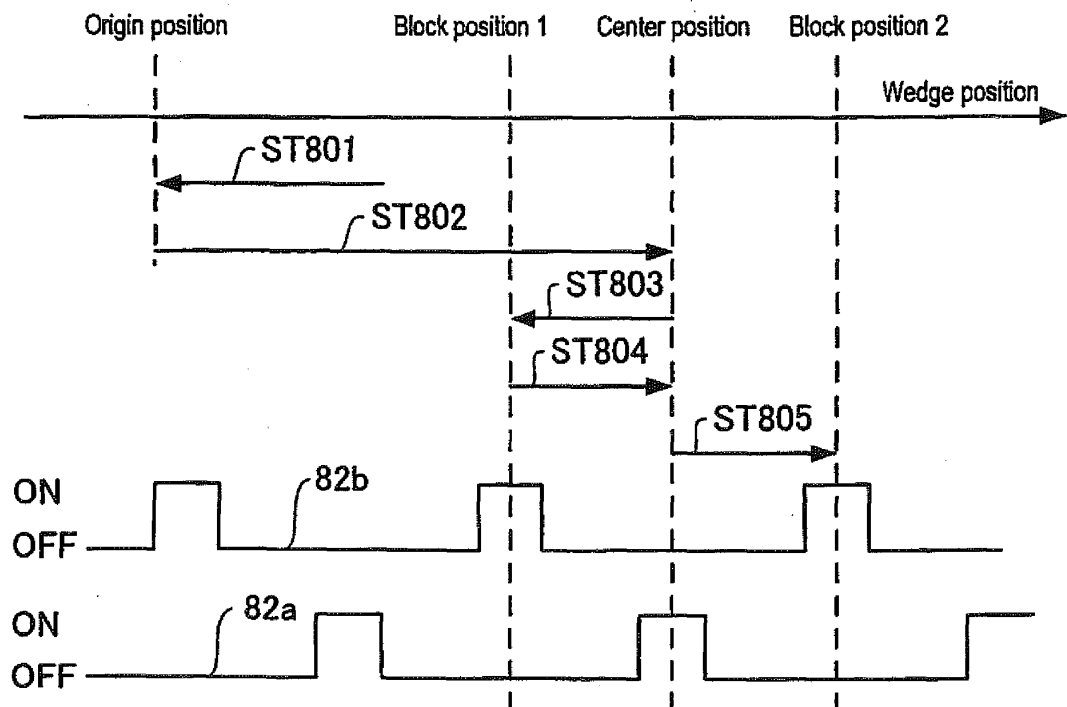 Origin position
Block position 1
Center position
Block position 2
Wedge position
ST801
ST802
ST803
ST804
ST805
82b
ON
OFF
82a
ON
OFF